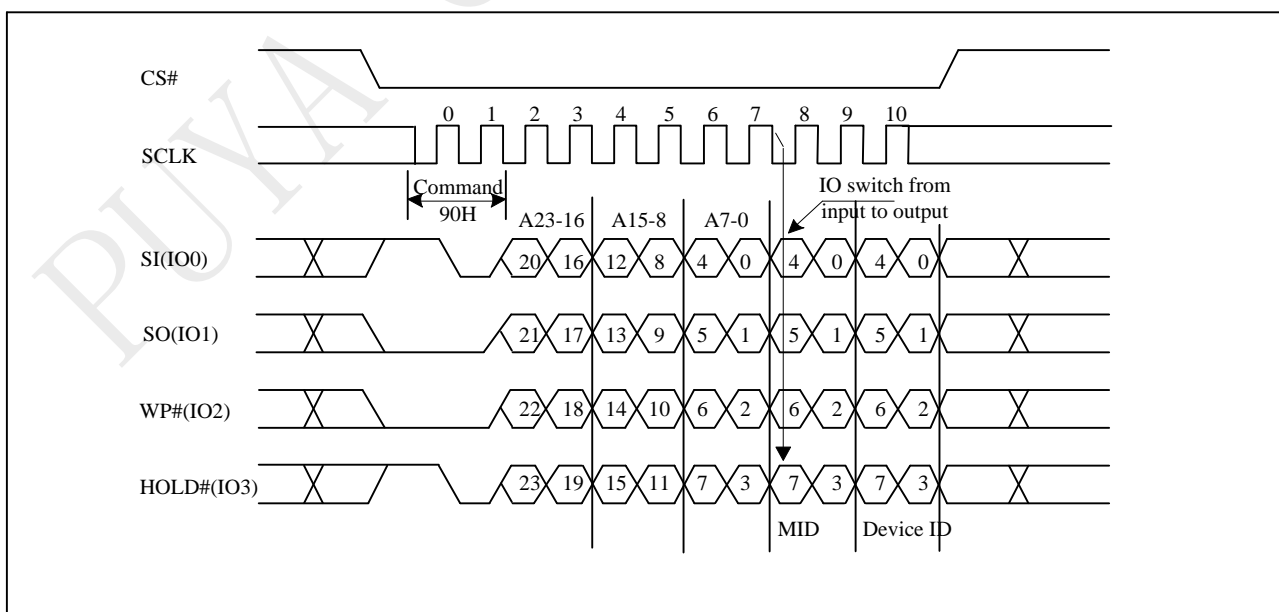 PUYA
CS#
0 1 2 3 4 5 6 7 8 9 10
SCLK
Command
90H
IO switch from
input to output
A23-16 A15-8 A7-0
SI(IO0)
20 16 12 8 4 0 4 0 4 0
SO(IO1)
21 17 13 9 5 1 5 1 5 1
WP#(IO2)
22 18 14 10 6 2 6 2 6 2
HOLD#(IO3)
23 19 15 11 7 3 7 3 7 3
MID Device ID